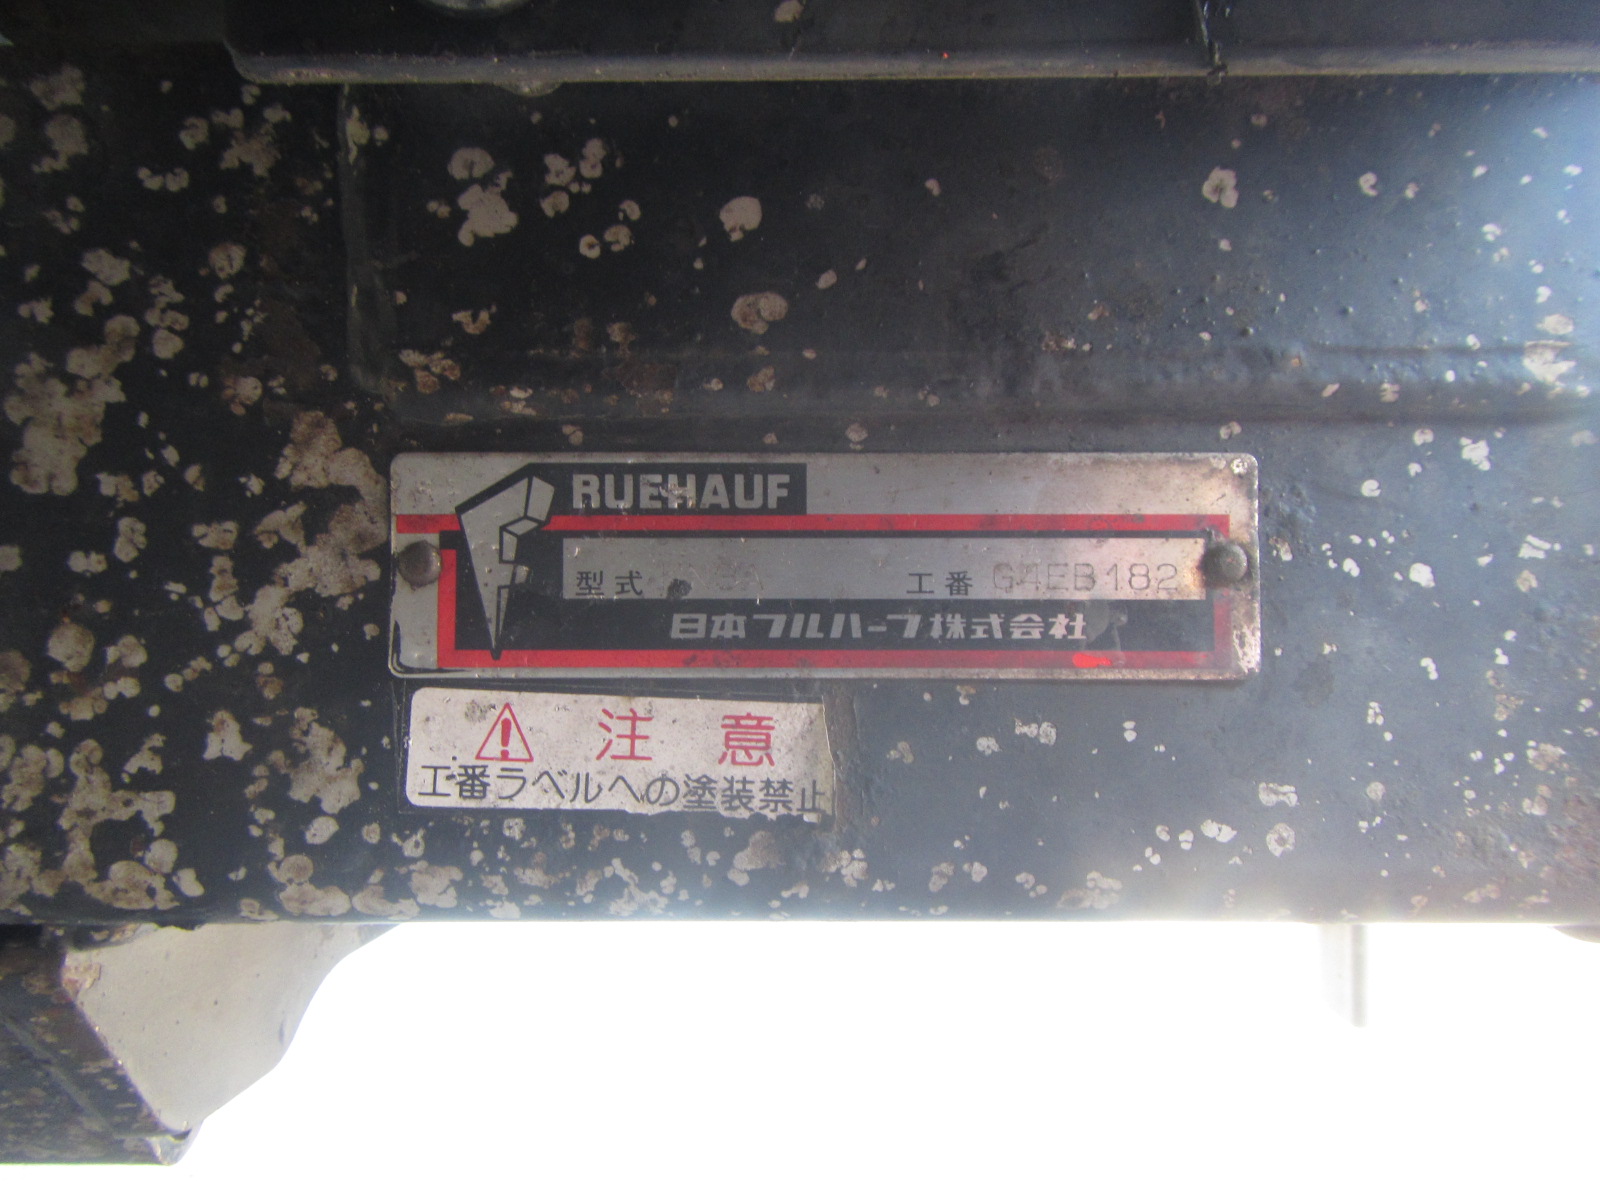 FRUEHAUF
型式 工番 G4EB182
日本フルハーフ株式会社
注意
工番ラベルへの塗装禁止